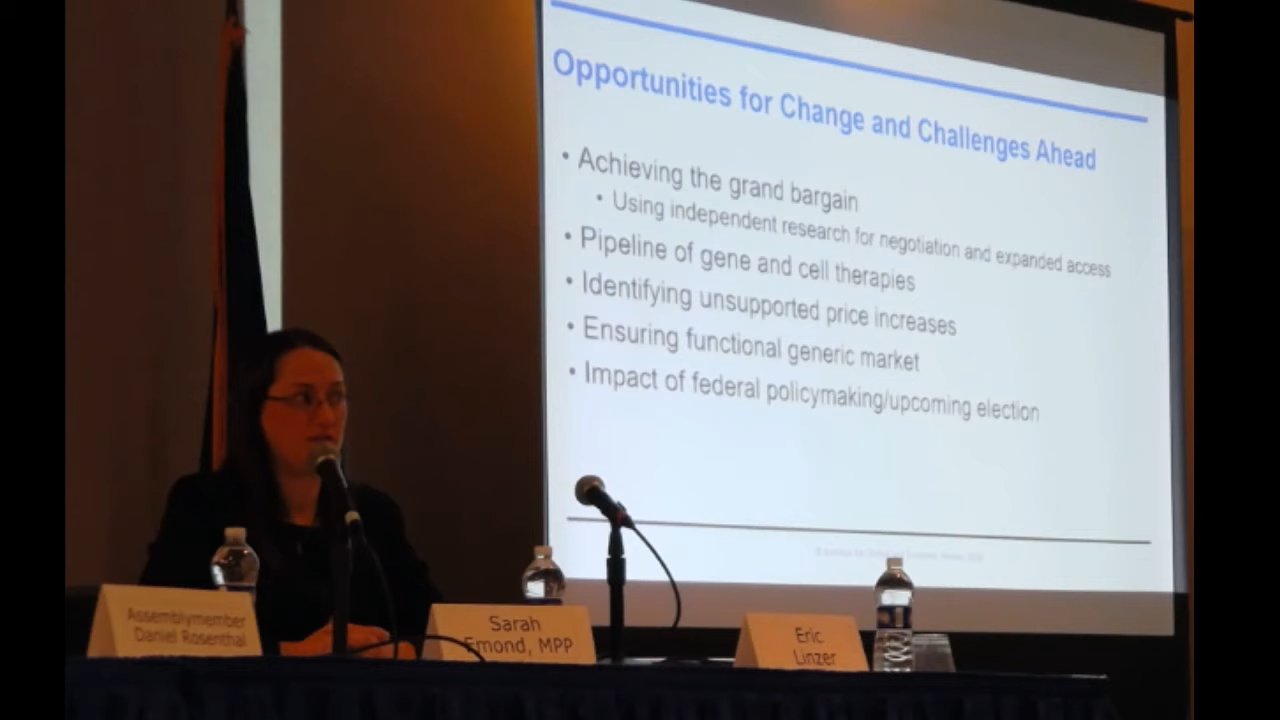 Opportunities for Change and Challenges Ahead
• Achieving the grand bargain
• Using independent research for negotiation and expanded access
• Pipeline of gene and cell therapies
• Identifying unsupported price increases
• Ensuring functional generic market
• Impact of federal policymaking/upcoming election
Assemblymember
Daniel Rosenthal
Sarah
Emond, MPP
Eric
Linzer